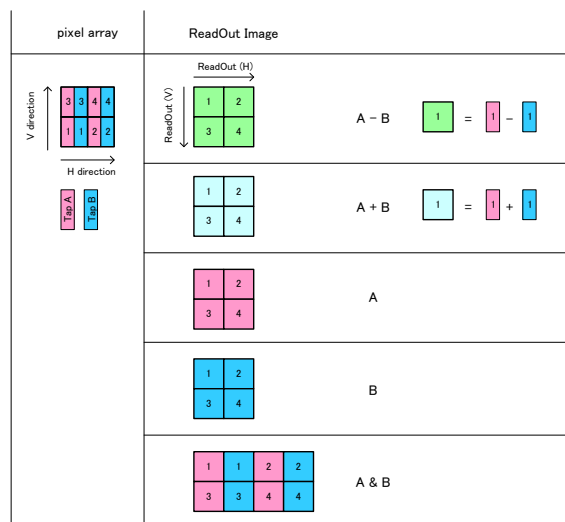 pixel array
ReadOut Image
3 3 4 4
1 1 2 2
V direction
H direction
Tap A
Tap B
ReadOut (H)
ReadOut (V)
1 2
3 4
A − B
1 = 1 − 1
1 2
3 4
A + B
1 = 1 + 1
1 2
3 4
A
1 2
3 4
B
1 1 2 2
3 3 4 4
A & B